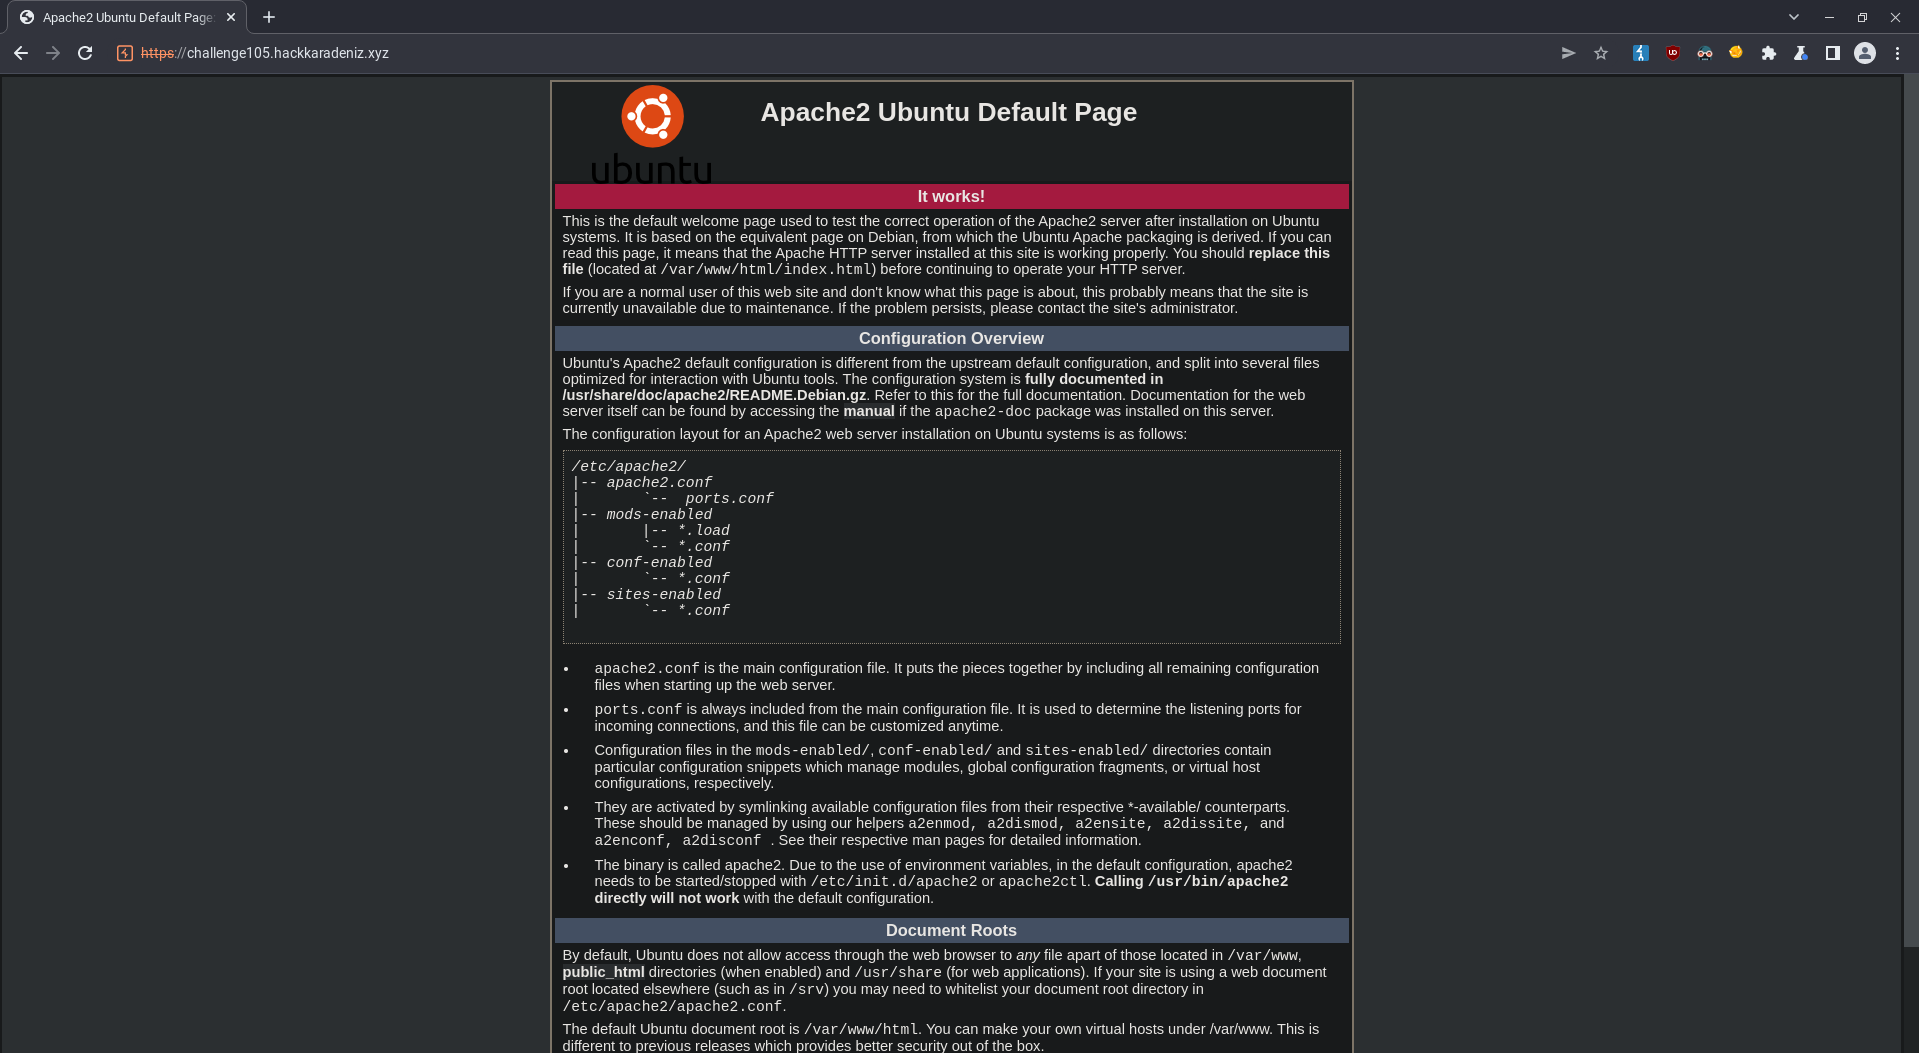 Apache2 Ubuntu Default Page:
https://challenge105.hackkaradeniz.xyz
ubuntu
Apache2 Ubuntu Default Page
It works!
This is the default welcome page used to test the correct operation of the Apache2 server after installation on Ubuntu
systems. It is based on the equivalent page on Debian, from which the Ubuntu Apache packaging is derived. If you can
read this page, it means that the Apache HTTP server installed at this site is working properly. You should replace this
file (located at /var/www/html/index.html) before continuing to operate your HTTP server.
If you are a normal user of this web site and don't know what this page is about, this probably means that the site is
currently unavailable due to maintenance. If the problem persists, please contact the site's administrator.
Configuration Overview
Ubuntu's Apache2 default configuration is different from the upstream default configuration, and split into several files
optimized for interaction with Ubuntu tools. The configuration system is fully documented in
/usr/share/doc/apache2/README.Debian.gz. Refer to this for the full documentation. Documentation for the web
server itself can be found by accessing the manual if the apache2-doc package was installed on this server.
The configuration layout for an Apache2 web server installation on Ubuntu systems is as follows:
/etc/apache2/
|-- apache2.conf
|       `--  ports.conf
|-- mods-enabled
|       |-- *.load
|       `-- *.conf
|-- conf-enabled
|       `-- *.conf
|-- sites-enabled
|       `-- *.conf
• apache2.conf is the main configuration file. It puts the pieces together by including all remaining configuration
files when starting up the web server.
• ports.conf is always included from the main configuration file. It is used to determine the listening ports for
incoming connections, and this file can be customized anytime.
• Configuration files in the mods-enabled/, conf-enabled/ and sites-enabled/ directories contain
particular configuration snippets which manage modules, global configuration fragments, or virtual host
configurations, respectively.
• They are activated by symlinking available configuration files from their respective *-available/ counterparts.
These should be managed by using our helpers a2enmod, a2dismod, a2ensite, a2dissite, and
a2enconf, a2disconf . See their respective man pages for detailed information.
• The binary is called apache2. Due to the use of environment variables, in the default configuration, apache2
needs to be started/stopped with /etc/init.d/apache2 or apache2ctl. Calling /usr/bin/apache2
directly will not work with the default configuration.
Document Roots
By default, Ubuntu does not allow access through the web browser to any file apart of those located in /var/www,
public_html directories (when enabled) and /usr/share (for web applications). If your site is using a web document
root located elsewhere (such as in /srv) you may need to whitelist your document root directory in
/etc/apache2/apache2.conf.
The default Ubuntu document root is /var/www/html. You can make your own virtual hosts under /var/www. This is
different to previous releases which provides better security out of the box.